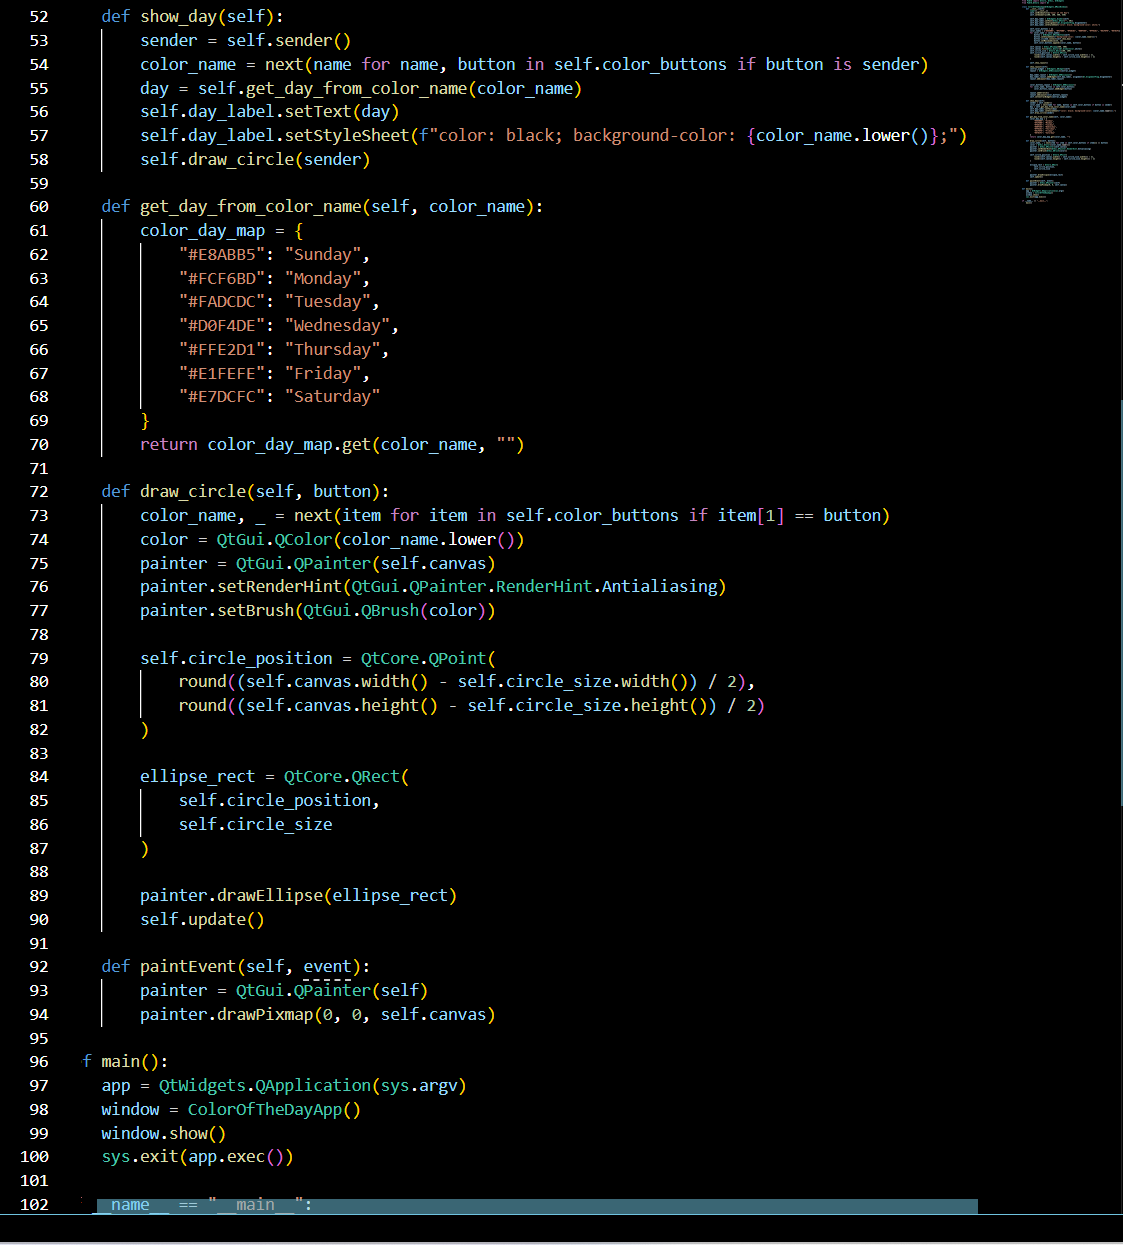 52 def show_day(self):
53 sender = self.sender()
54 color_name = next(name for name, button in self.color_buttons if button is sender)
55 day = self.get_day_from_color_name(color_name)
56 self.day_label.setText(day)
57 self.day_label.setStyleSheet(f"color: black; background-color: {color_name.lower()};")
58 self.draw_circle(sender)
59
60 def get_day_from_color_name(self, color_name):
61 color_day_map = {
62 "#E8ABB5": "Sunday",
63 "#FCF6BD": "Monday",
64 "#FADCDC": "Tuesday",
65 "#D0F4DE": "Wednesday",
66 "#FFE2D1": "Thursday",
67 "#E1FEFE": "Friday",
68 "#E7DCFC": "Saturday"
69 }
70 return color_day_map.get(color_name, "")
71
72 def draw_circle(self, button):
73 color_name, _ = next(item for item in self.color_buttons if item[1] == button)
74 color = QtGui.QColor(color_name.lower())
75 painter = QtGui.QPainter(self.canvas)
76 painter.setRenderHint(QtGui.QPainter.RenderHint.Antialiasing)
77 painter.setBrush(QtGui.QBrush(color))
78
79 self.circle_position = QtCore.QPoint(
80 round((self.canvas.width() - self.circle_size.width()) / 2),
81 round((self.canvas.height() - self.circle_size.height()) / 2)
82 )
83
84 ellipse_rect = QtCore.QRect(
85 self.circle_position,
86 self.circle_size
87 )
88
89 painter.drawEllipse(ellipse_rect)
90 self.update()
91
92 def paintEvent(self, event):
93 painter = QtGui.QPainter(self)
94 painter.drawPixmap(0, 0, self.canvas)
95
96 f main():
97 app = QtWidgets.QApplication(sys.argv)
98 window = ColorOfTheDayApp()
99 window.show()
100 sys.exit(app.exec())
101
102 __name__ == "__main__":